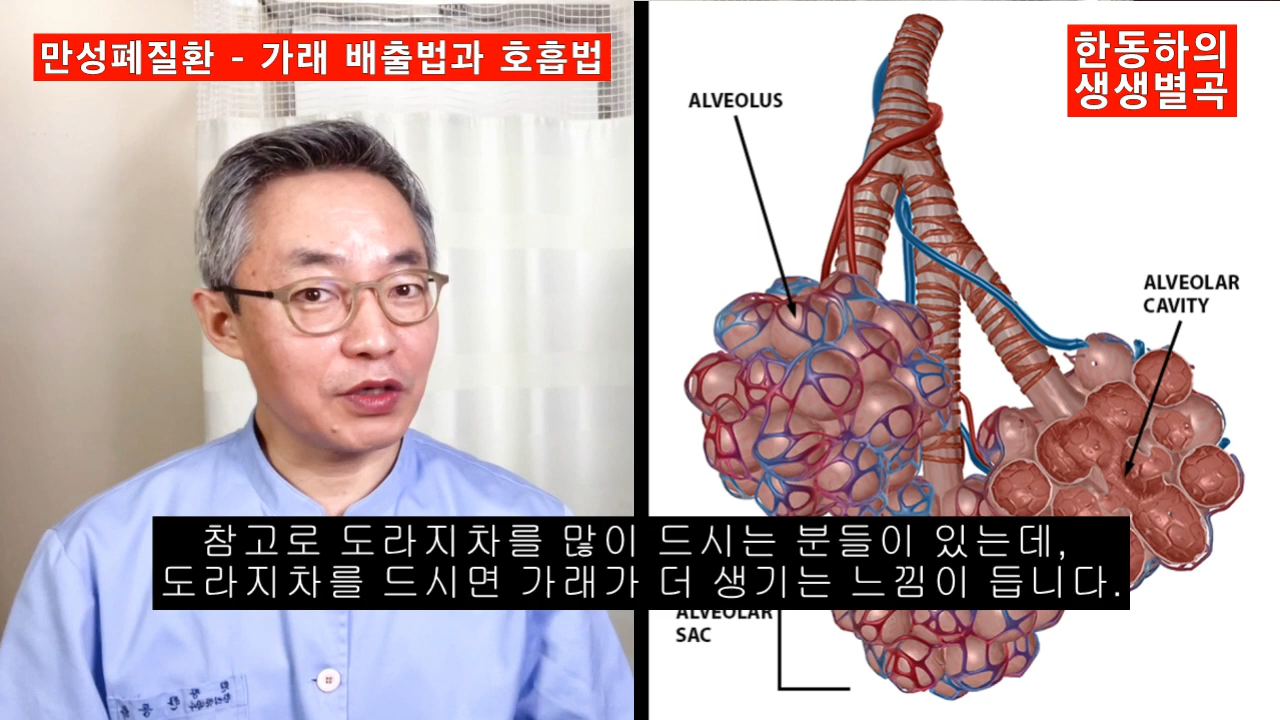 만성폐질환 - 가래 배출법과 호흡법
한동하의
생생별곡
ALVEOLUS
ALVEOLAR
CAVITY
참고로 도라지차를 많이 드시는 분들이 있는데,
도라지차를 드시면 가래가 더 생기는 느낌이 듭니다.
ALVEOLAR
SAC